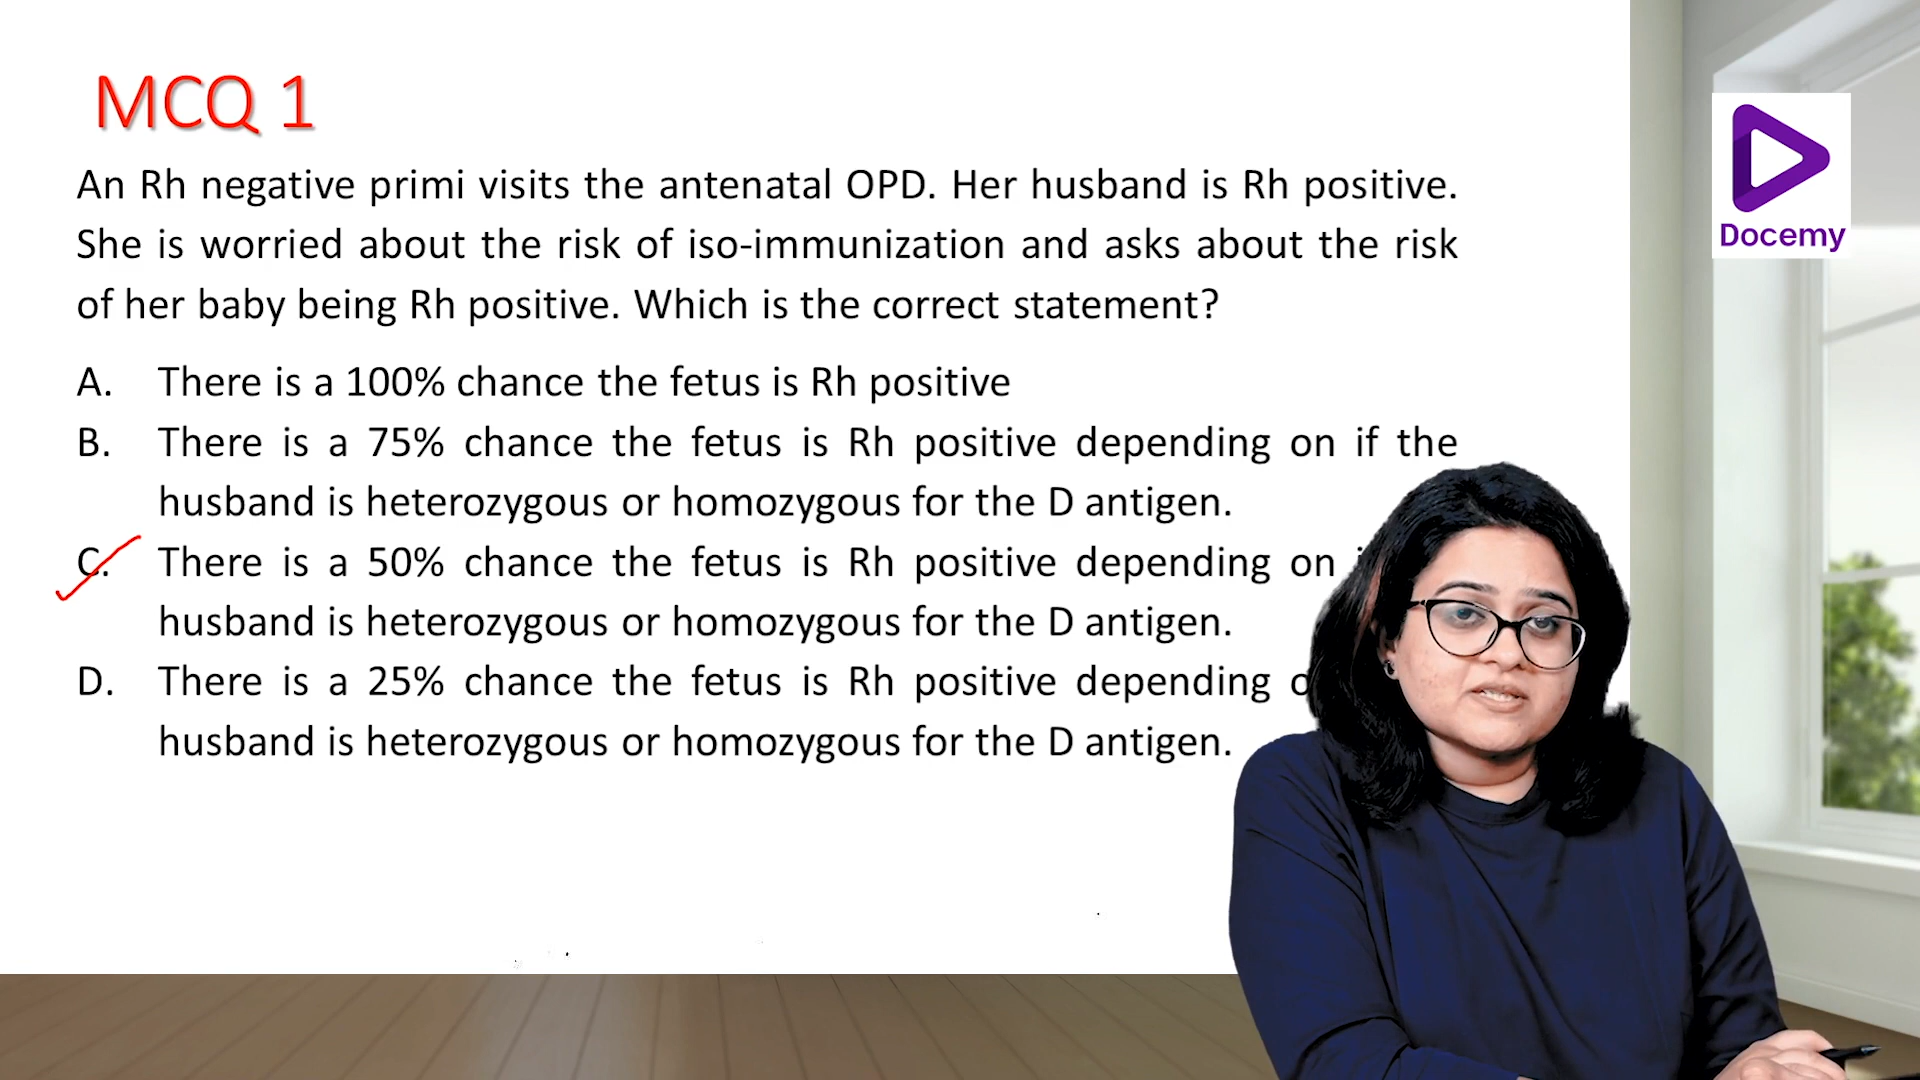 MCQ 1
Docemy
An Rh negative primi visits the antenatal OPD. Her husband is Rh positive.
She is worried about the risk of iso-immunization and asks about the risk
of her baby being Rh positive. Which is the correct statement?
A. There is a 100% chance the fetus is Rh positive
B. There is a 75% chance the fetus is Rh positive depending on if the
husband is heterozygous or homozygous for the D antigen.
C. There is a 50% chance the fetus is Rh positive depending on
husband is heterozygous or homozygous for the D antigen.
D. There is a 25% chance the fetus is Rh positive depending
husband is heterozygous or homozygous for the D antigen.